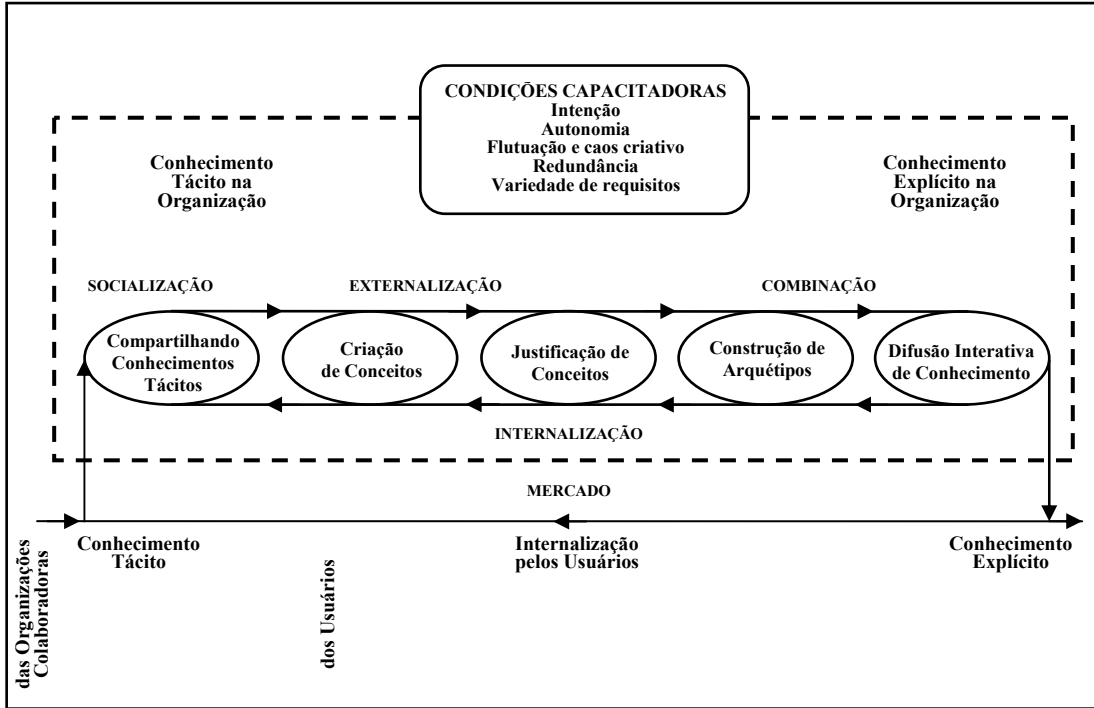 CONDIÇÕES CAPACITADORAS
Intenção
Autonomia
Flutuação e caos criativo
Redundância
Variedade de requisitos
Conhecimento
Tácito na
Organização
Conhecimento
Explícito na
Organização
SOCIALIZAÇÃO
EXTERNALIZAÇÃO
COMBINAÇÃO
Compartilhando
Conhecimentos
Tácitos
Criação
de Conceitos
Justificação de
Conceitos
Construção de
Arquétipos
Difusão Interativa
de Conhecimento
INTERNALIZAÇÃO
MERCADO
Conhecimento
Tácito
Internalização
pelos Usuários
Conhecimento
Explícito
das Organizações
Colaboradoras
dos Usuários